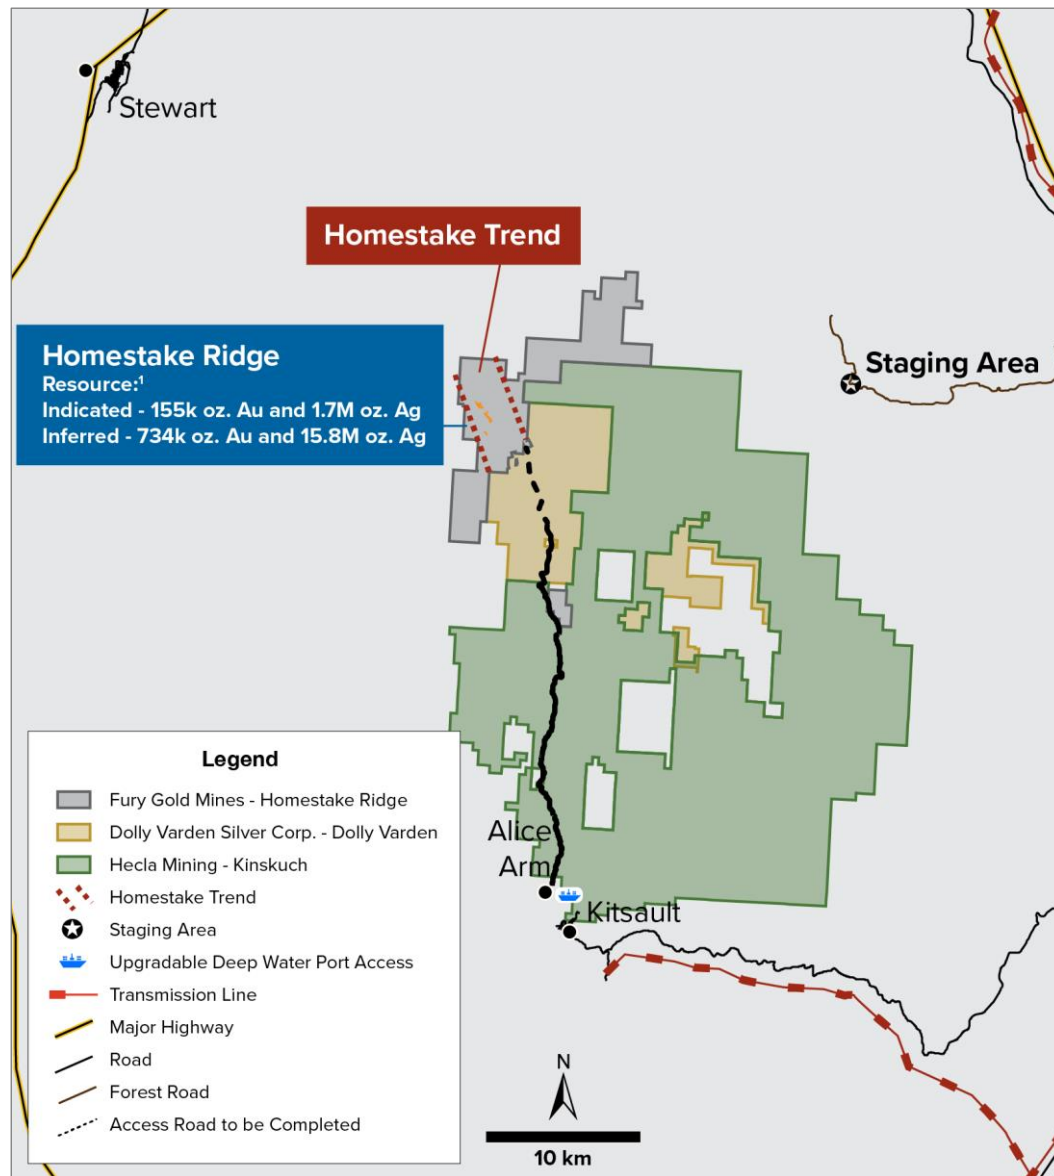 Stewart
Homestake Trend
Homestake Ridge
Resource:¹
Indicated - 155k oz. Au and 1.7M oz. Ag
Inferred - 734k oz. Au and 15.8M oz. Ag
Staging Area
Alice
Arm
Kitsault
Legend
Fury Gold Mines - Homestake Ridge
Dolly Varden Silver Corp. - Dolly Varden
Hecla Mining - Kinskuch
Homestake Trend
Staging Area
Upgradable Deep Water Port Access
Transmission Line
Major Highway
Road
Forest Road
Access Road to be Completed
N
10 km